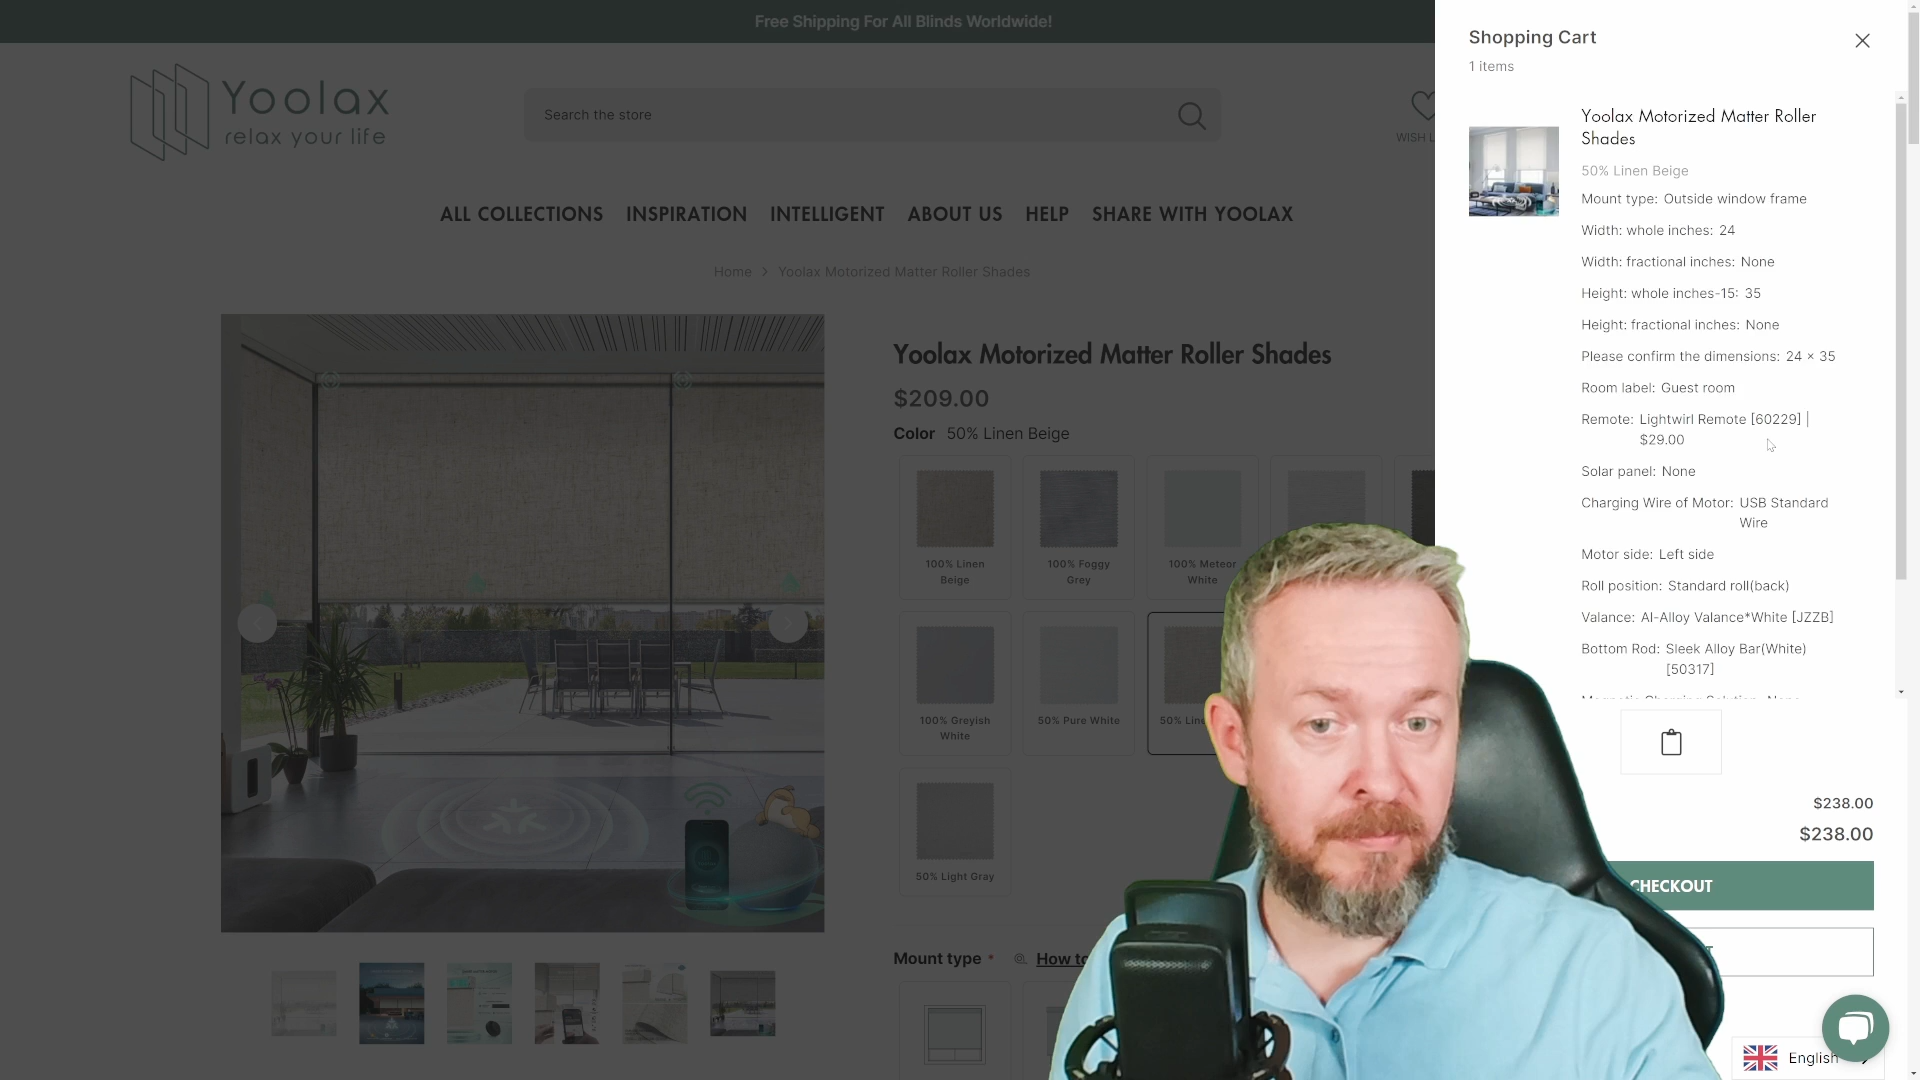 Free Shipping For All Blinds Worldwide!
Yoolax
relax your life
Search the store
WISH L
ALL COLLECTIONS INSPIRATION INTELLIGENT ABOUT US HELP SHARE WITH YOOLAX
Home > Yoolax Motorized Matter Roller Shades
Yoolax Motorized Matter Roller Shades
$209.00
Color 50% Linen Beige
100% Linen Beige
100% Foggy Grey
100% Meteor White
100% Greyish White
50% Pure White
50% Lin
50% Light Gray
Mount type * How to
Shopping Cart
1 items
Yoolax Motorized Matter Roller
Shades
50% Linen Beige
Mount type: Outside window frame
Width: whole inches: 24
Width: fractional inches: None
Height: whole inches-15: 35
Height: fractional inches: None
Please confirm the dimensions: 24 × 35
Room label: Guest room
Remote: Lightwirl Remote [60229] |
$29.00
Solar panel: None
Charging Wire of Motor: USB Standard
Wire
Motor side: Left side
Roll position: Standard roll(back)
Valance: Al-Alloy Valance*White [JZZB]
Bottom Rod: Sleek Alloy Bar(White)
[50317]
$238.00
$238.00
CHECKOUT
English